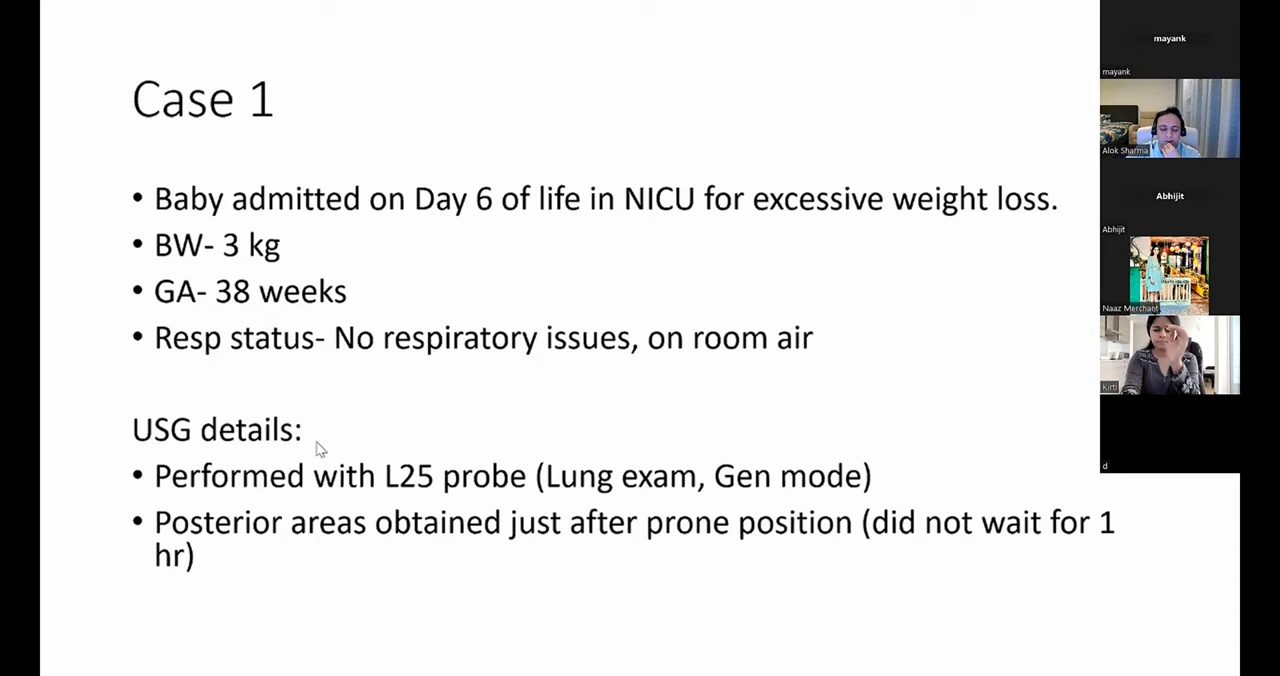 Case 1
• Baby admitted on Day 6 of life in NICU for excessive weight loss.
• BW- 3 kg
• GA- 38 weeks
• Resp status- No respiratory issues, on room air
USG details:
• Performed with L25 probe (Lung exam, Gen mode)
• Posterior areas obtained just after prone position (did not wait for 1
hr)
mayank
mayank
Alok Sharma
Abhijit
Abhijit
Naaz Merchant
Kirti
d